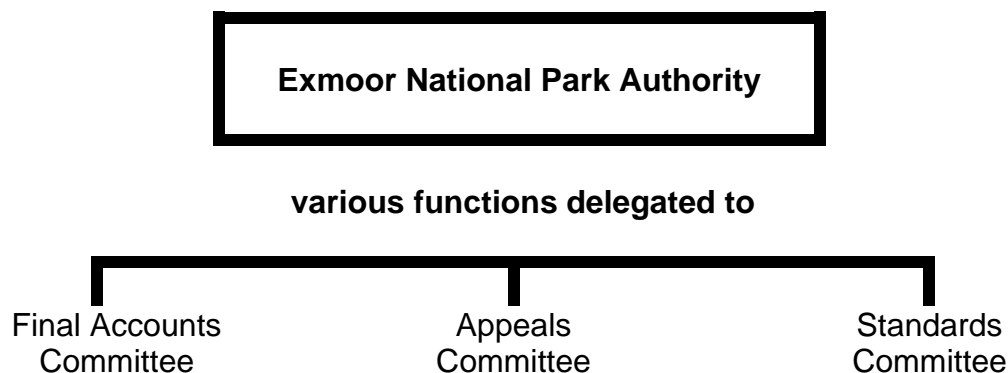 Exmoor National Park Authority
various functions delegated to
Final Accounts
Committee
Appeals
Committee
Standards
Committee